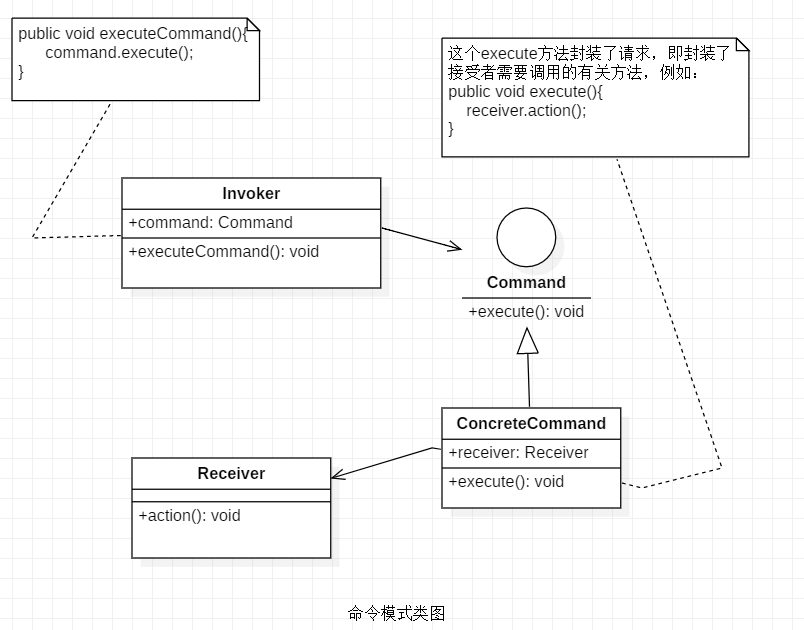 public void executeCommand(){
command.execute();
}
这个execute方法封装了请求，即封装了
接受者需要调用的有关方法，例如：
public void execute(){
receiver.action();
}
Invoker
+command: Command
+executeCommand(): void
Command
+execute(): void
ConcreteCommand
+receiver: Receiver
+execute(): void
Receiver
+action(): void
命令模式类图